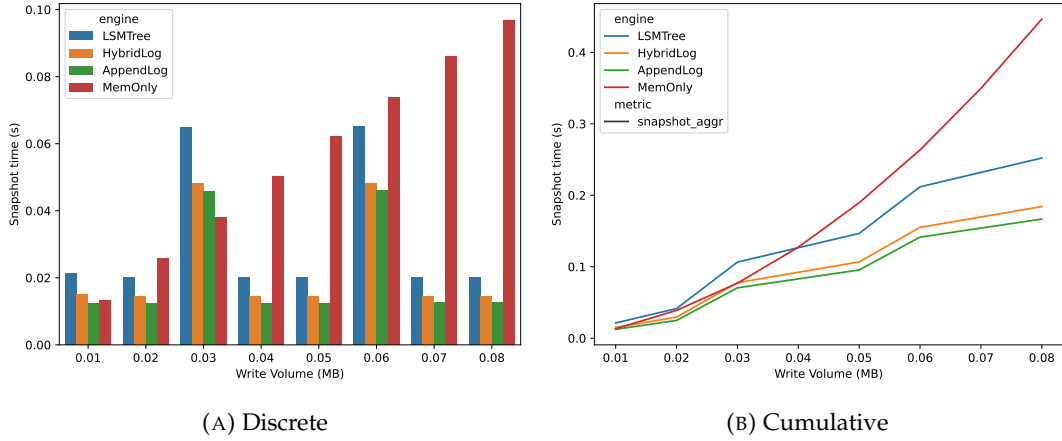 0.10
0.08
0.06
0.04
0.02
0.00
Snapshot time (s)
engine
LSMTree
HybridLog
AppendLog
MemOnly
0.01 0.02 0.03 0.04 0.05 0.06 0.07 0.08
Write Volume (MB)
(A) Discrete
0.4
0.3
0.2
0.1
0.0
Snapshot time (s)
engine
LSMTree
HybridLog
AppendLog
MemOnly
metric
snapshot_aggr
0.01 0.02 0.03 0.04 0.05 0.06 0.07 0.08
Write Volume (MB)
(B) Cumulative